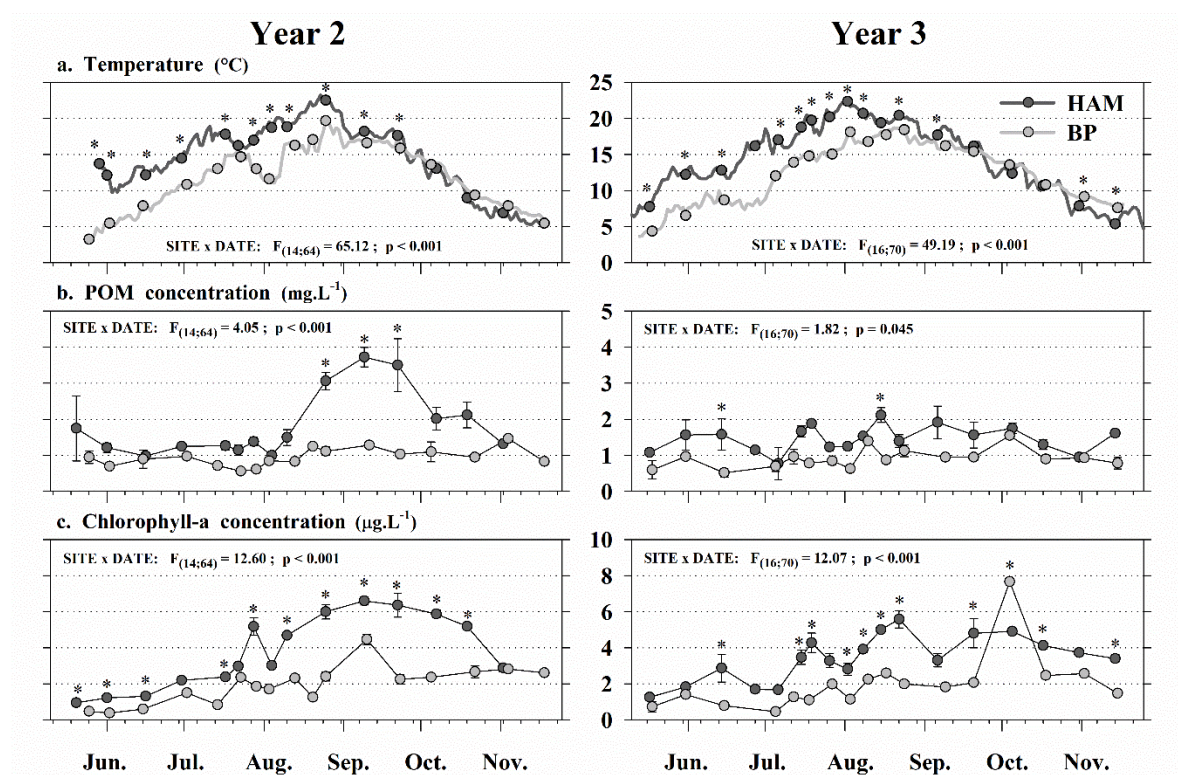 Year 2
Year 3
a. Temperature (°C)
* * * * * * * * * * *
* * * * * * * * * * * *
25
20
15
10
5
0
HAM
BP
SITE x DATE: F(14;64) = 65.12 ; p < 0.001
SITE x DATE: F(16;70) = 49.19 ; p < 0.001
b. POM concentration (mg.L-1)
SITE x DATE: F(14;64) = 4.05 ; p < 0.001
* * *
SITE x DATE: F(16;70) = 1.82 ; p = 0.045
* *
5
4
3
2
1
0
c. Chlorophyll-a concentration (µg.L-1)
SITE x DATE: F(14;64) = 12.60 ; p < 0.001
* * * * * * * * * * *
SITE x DATE: F(16;70) = 12.07 ; p < 0.001
* * * * * * * * * * *
10
8
6
4
2
0
Jun. Jul. Aug. Sep. Oct. Nov.
Jun. Jul. Aug. Sep. Oct. Nov.